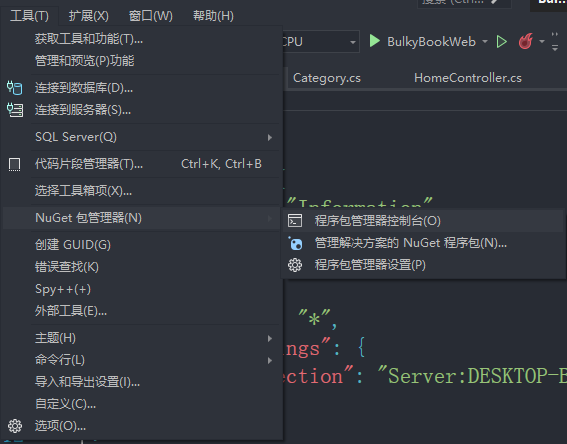 工具(T) 扩展(X) 窗口(W) 帮助(H)
获取工具和功能(T)...
管理和预览(P)功能
CPU BulkyBookWeb
连接到数据库(D)...
Category.cs HomeController.cs
连接到服务器(S)...
SQL Server(Q)
代码片段管理器(T)... Ctrl+K, Ctrl+B
选择工具箱项(X)...
"Information"
NuGet 包管理器(N)
程序包管理器控制台(O)
创建 GUID(G)
管理解决方案的 NuGet 程序包(N)...
错误查找(K)
程序包管理器设置(P)
Spy++(+)
外部工具(E)...
"*",
主题(H)
ngs": {
命令行(L)
ection": "Server:DESKTOP-
导入和导出设置(I)...
自定义(C)...
选项(O)...